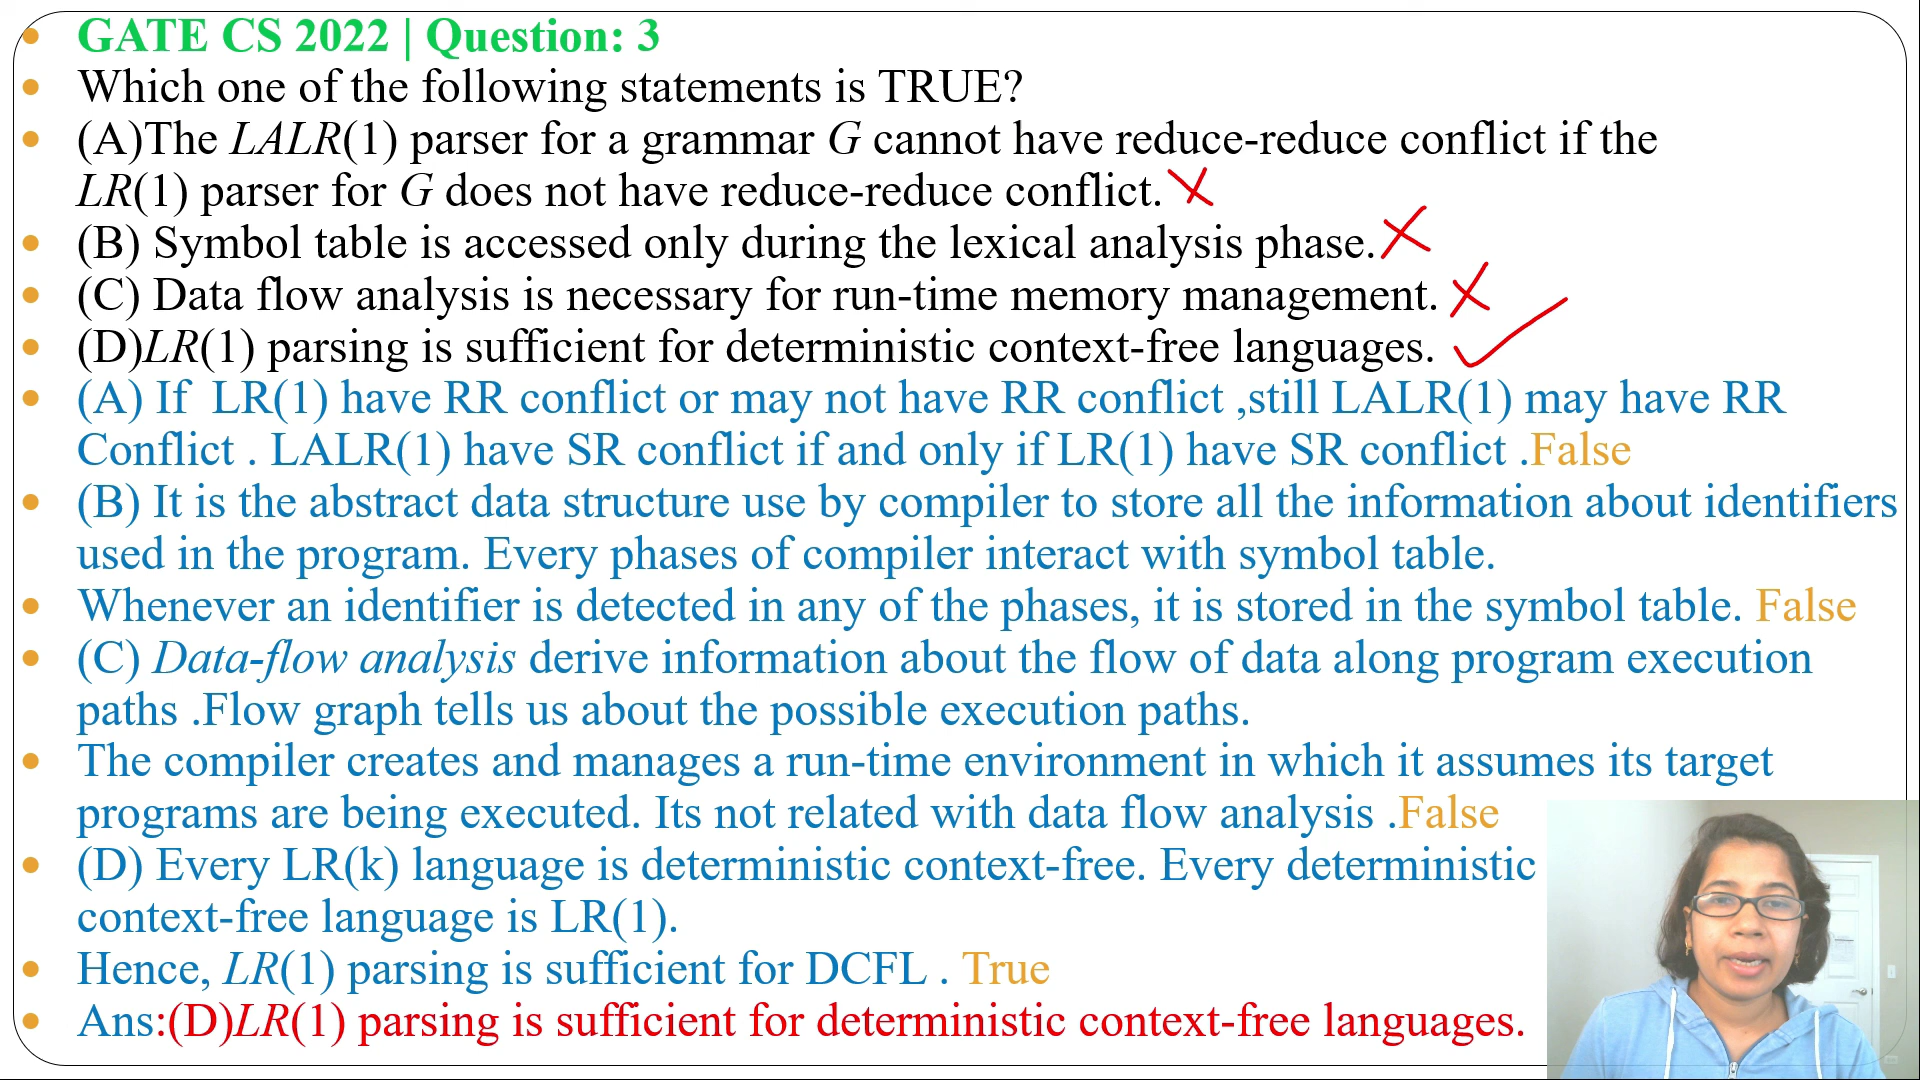 GATE CS 2022 | Question: 3
Which one of the following statements is TRUE?
(A)The LALR(1) parser for a grammar G cannot have reduce-reduce conflict if the
LR(1) parser for G does not have reduce-reduce conflict.
(B) Symbol table is accessed only during the lexical analysis phase.
(C) Data flow analysis is necessary for run-time memory management.
(D)LR(1) parsing is sufficient for deterministic context-free languages.
(A) If LR(1) have RR conflict or may not have RR conflict ,still LALR(1) may have RR
Conflict . LALR(1) have SR conflict if and only if LR(1) have SR conflict .False
(B) It is the abstract data structure use by compiler to store all the information about identifiers
used in the program. Every phases of compiler interact with symbol table.
Whenever an identifier is detected in any of the phases, it is stored in the symbol table. False
(C) Data-flow analysis derive information about the flow of data along program execution
paths .Flow graph tells us about the possible execution paths.
The compiler creates and manages a run-time environment in which it assumes its target
programs are being executed. Its not related with data flow analysis .False
(D) Every LR(k) language is deterministic context-free. Every deterministic
context-free language is LR(1).
Hence, LR(1) parsing is sufficient for DCFL . True
Ans:(D)LR(1) parsing is sufficient for deterministic context-free languages.